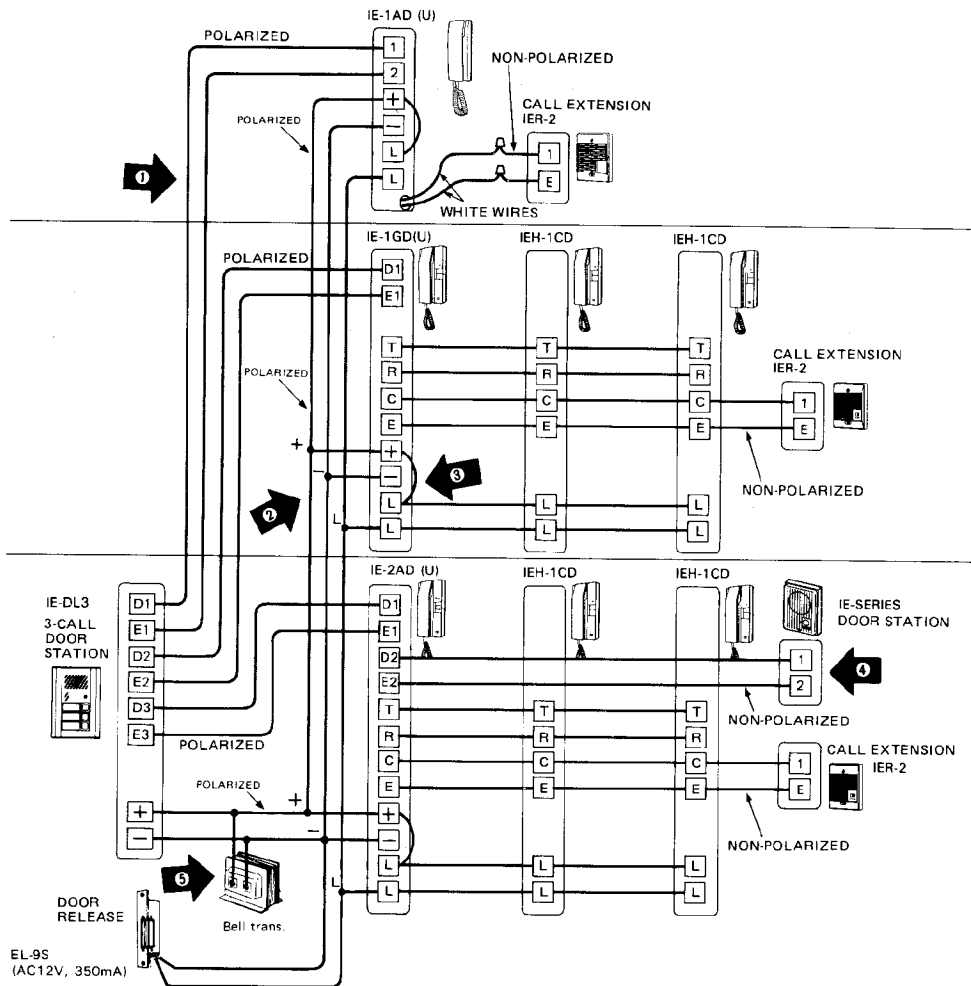 IE-1AD (U)
POLARIZED
1
2
+
−
L
L
NON-POLARIZED
CALL EXTENSION
IER-2
1
E
POLARIZED
WHITE WIRES
1
IE-1GD(U)
IEH-1CD
IEH-1CD
POLARIZED
D1
E1
T
R
C
E
+
−
L
L
T
R
C
E
L
L
T
R
C
E
L
L
CALL EXTENSION
IER-2
1
E
NON-POLARIZED
POLARIZED
+
−
L
2
3
IE-2AD (U)
IEH-1CD
IEH-1CD
IE-DL3
3-CALL
DOOR
STATION
D1
E1
D2
E2
D3
E3
+
−
POLARIZED
POLARIZED
+
−
L
D1
E1
D2
E2
T
R
C
E
+
−
L
L
T
R
C
E
L
L
T
R
C
E
L
L
IE-SERIES
DOOR STATION
1
2
4
NON-POLARIZED
CALL EXTENSION
IER-2
1
E
NON-POLARIZED
5
Bell trans.
DOOR
RELEASE
EL-9S
(AC12V, 350mA)